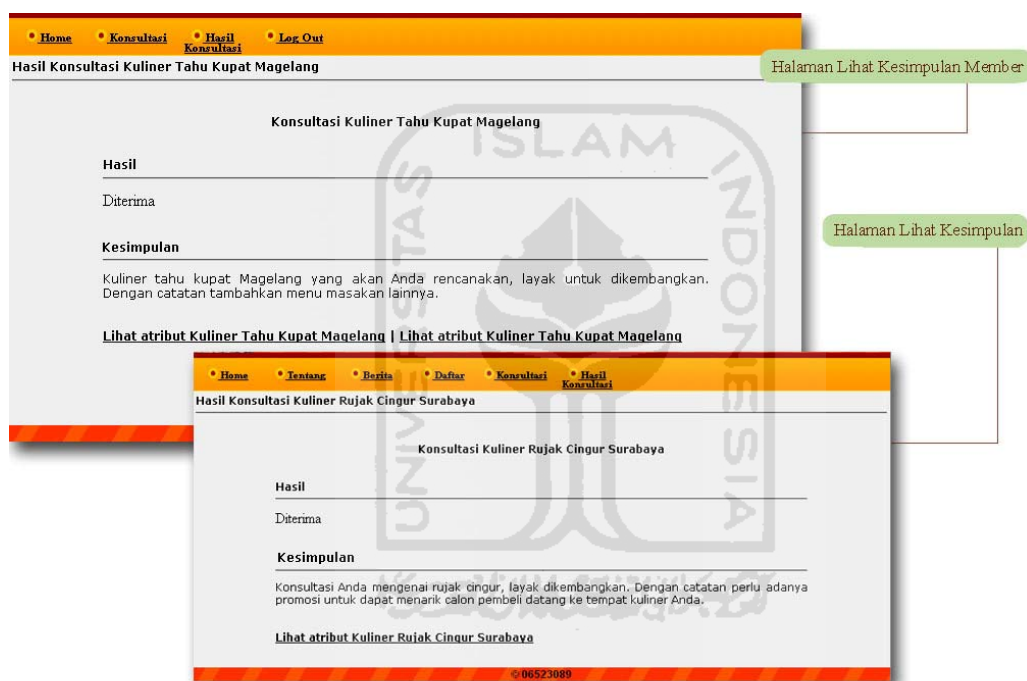 Home Konsultasi Hasil Konsultasi Log Out
Hasil Konsultasi Kuliner Tahu Kupat Magelang
Halaman Lihat Kesimpulan Member
Konsultasi Kuliner Tahu Kupat Magelang
Hasil
Diterima
Kesimpulan
Kuliner tahu kupat Magelang yang akan Anda rencanakan, layak untuk dikembangkan.
Dengan catatan tambahkan menu masakan lainnya.
Lihat atribut Kuliner Tahu Kupat Magelang | Lihat atribut Kuliner Tahu Kupat Magelang
Halaman Lihat Kesimpulan
Home Tentang Berita Daftar Konsultasi Hasil Konsultasi
Hasil Konsultasi Kuliner Rujak Cingur Surabaya
Konsultasi Kuliner Rujak Cingur Surabaya
Hasil
Diterima
Kesimpulan
Konsultasi Anda mengenai rujak cingur, layak dikembangkan. Dengan catatan perlu adanya
promosi untuk dapat menarik calon pembeli datang ke tempat kuliner Anda.
Lihat atribut Kuliner Rujak Cingur Surabaya
© 06523089
UNIVERSITAS
ISLAM
INDONESIA